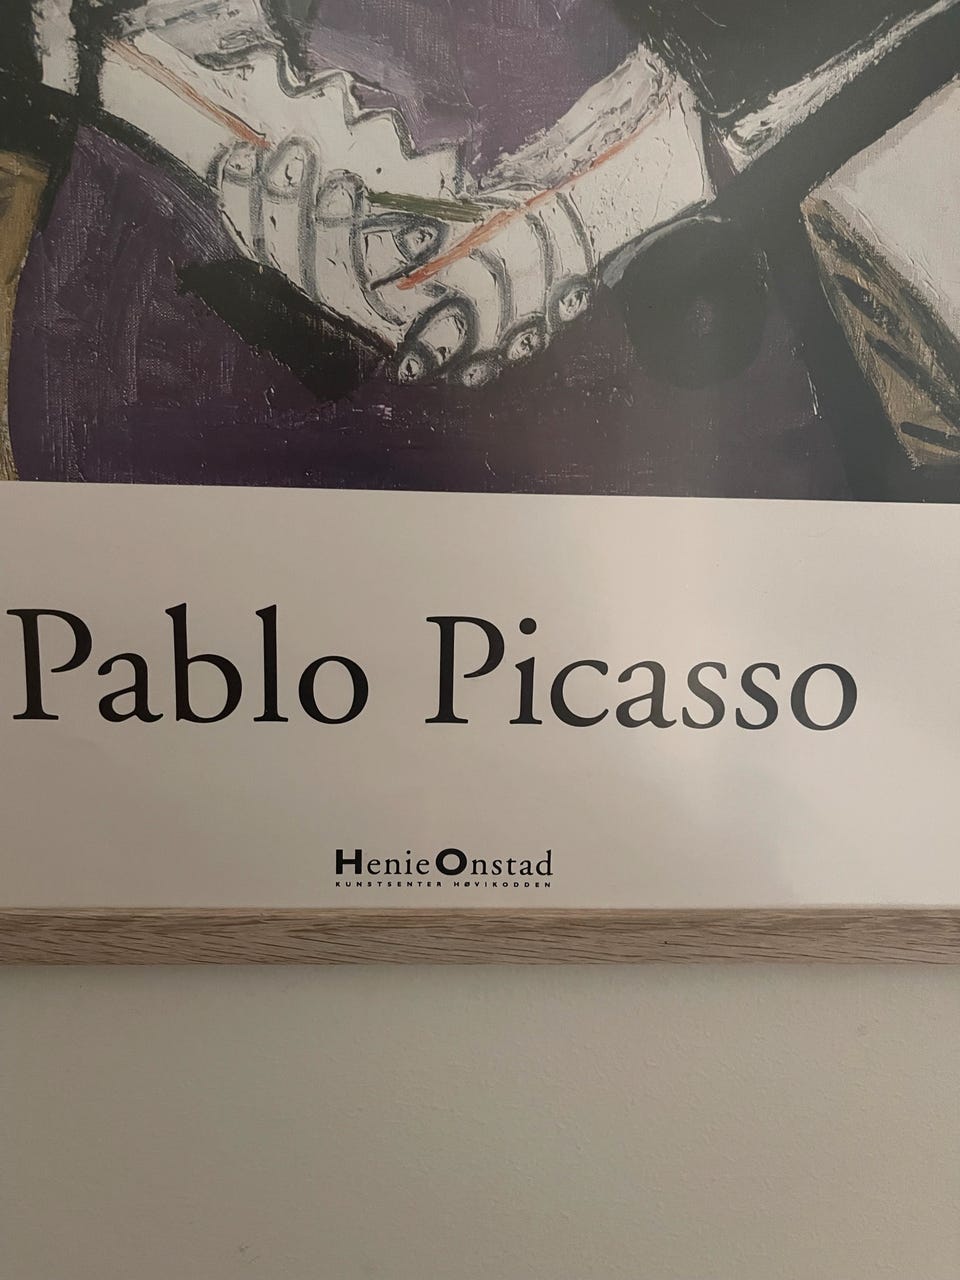 Pablo Picasso
HenieOnstad
KUNSTSENTER HØVIKODDEN